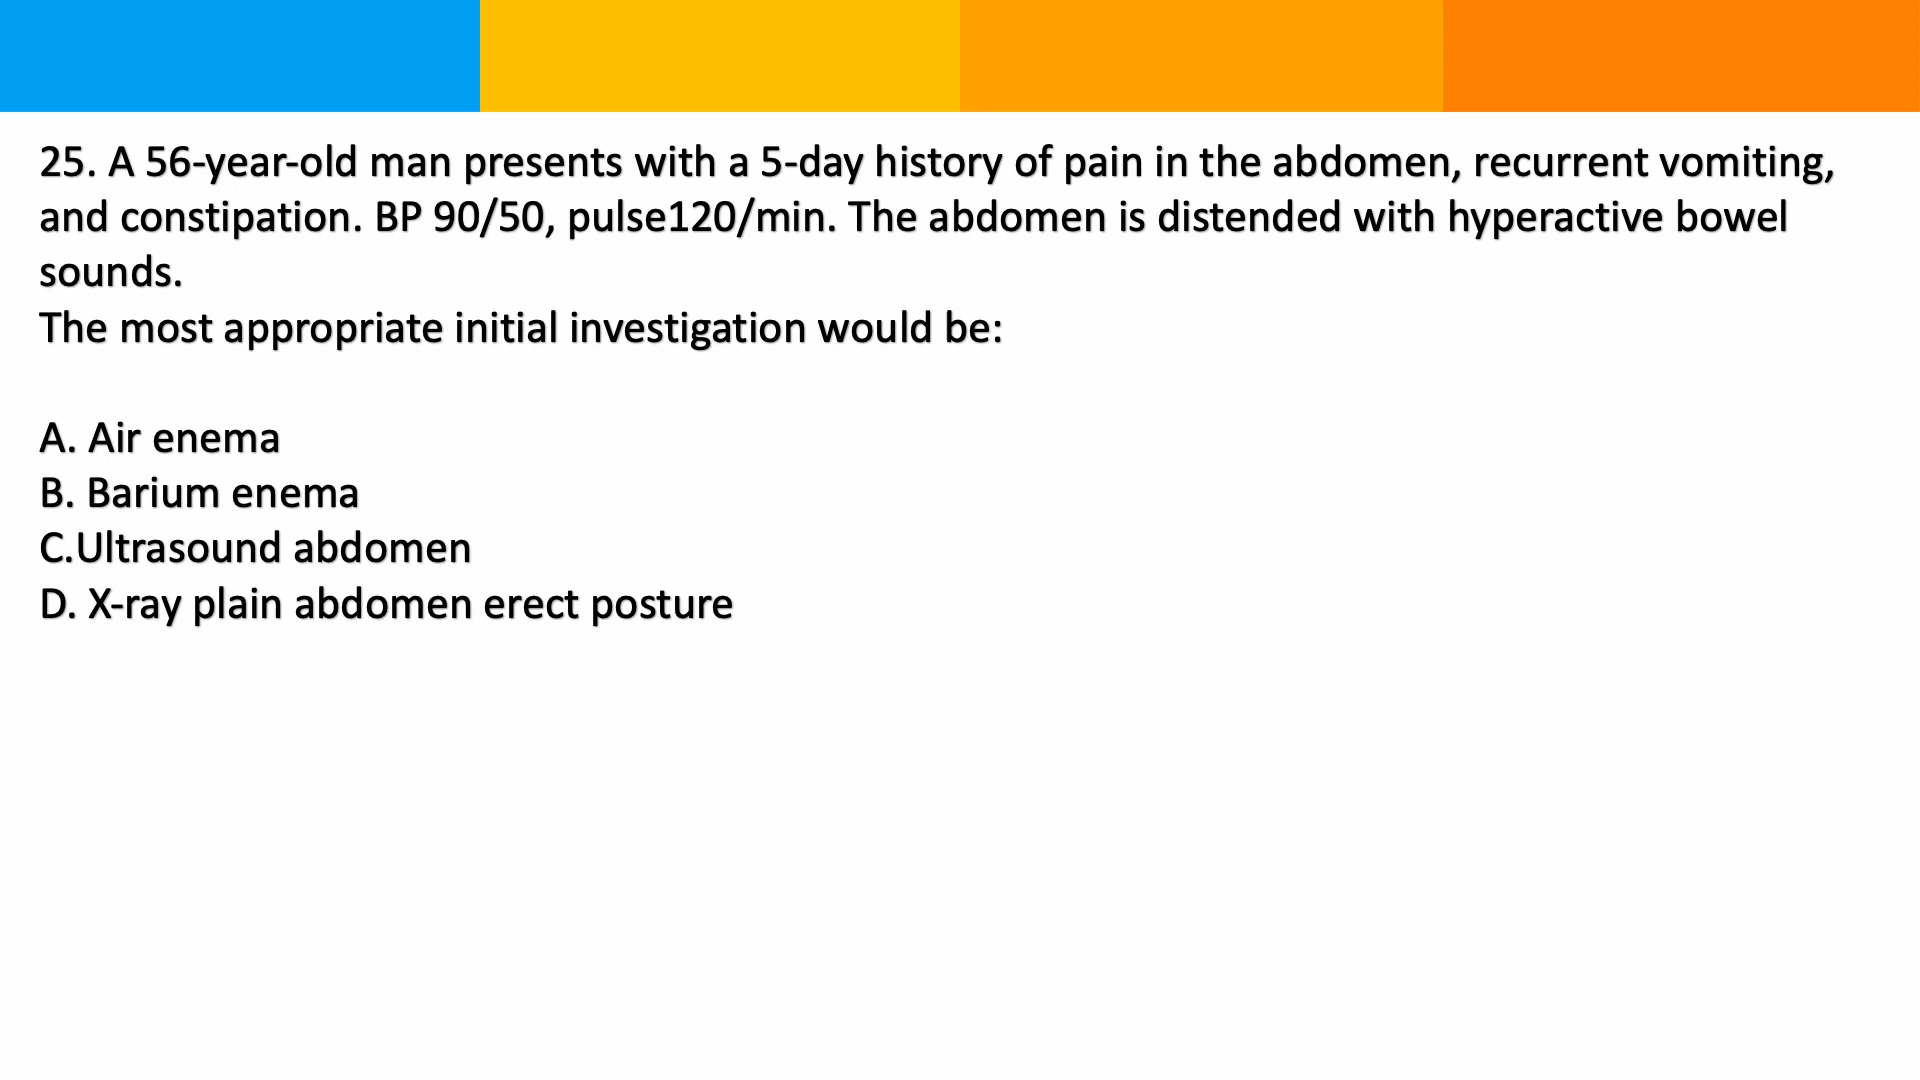 25. A 56-year-old man presents with a 5-day history of pain in the abdomen, recurrent vomiting,
and constipation. BP 90/50, pulse120/min. The abdomen is distended with hyperactive bowel
sounds.
The most appropriate initial investigation would be:
A. Air enema
B. Barium enema
C.Ultrasound abdomen
D. X-ray plain abdomen erect posture